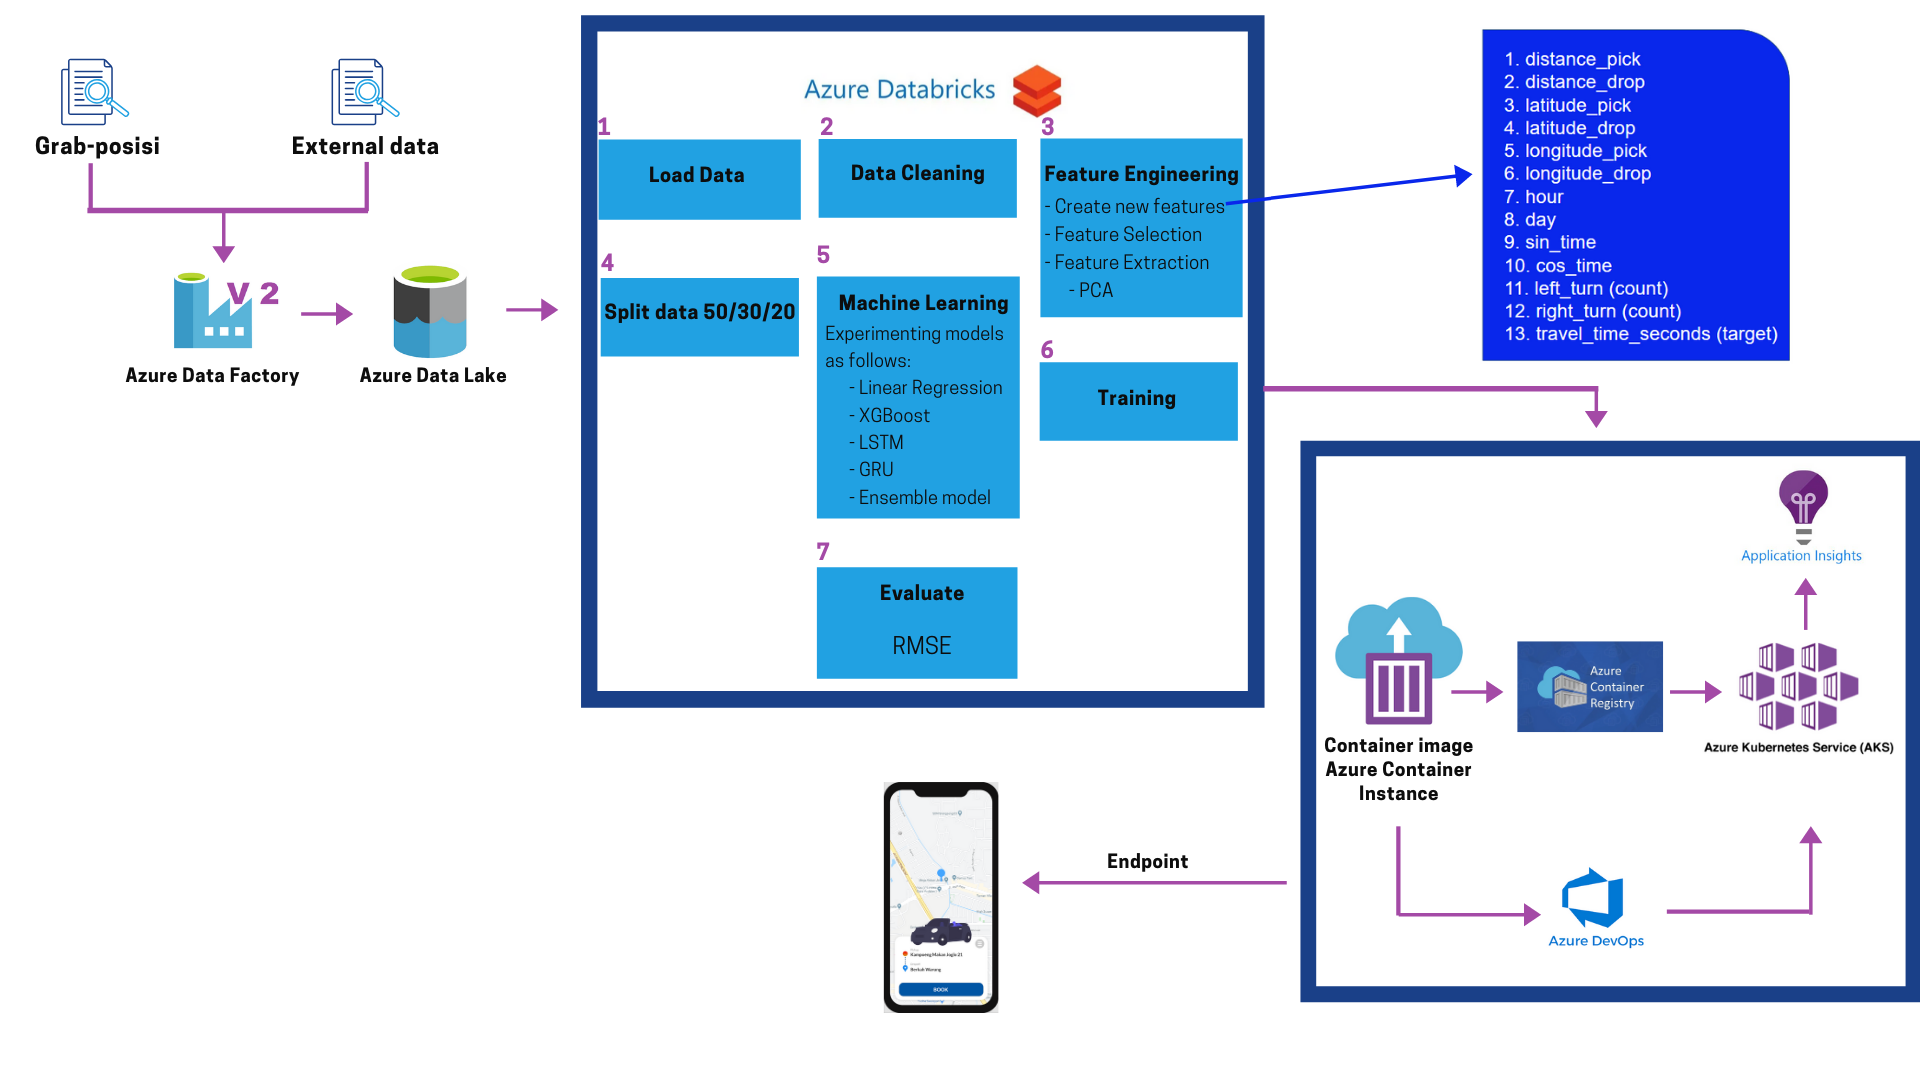 Grab-posisi
External data
V 2
Azure Data Factory
Azure Data Lake
Azure Databricks
1
Load Data
2
Data Cleaning
3
Feature Engineering
- Create new features
- Feature Selection
- Feature Extraction
- PCA
4
Split data 50/30/20
5
Machine Learning
Experimenting models
as follows:
- Linear Regression
- XGBoost
- LSTM
- GRU
- Ensemble model
6
Training
7
Evaluate
RMSE
1. distance_pick
2. distance_drop
3. latitude_pick
4. latitude_drop
5. longitude_pick
6. longitude_drop
7. hour
8. day
9. sin_time
10. cos_time
11. left_turn (count)
12. right_turn (count)
13. travel_time_seconds (target)
Application Insights
Container image
Azure Container
Instance
Azure
Container
Registry
Azure Kubernetes Service (AKS)
Azure DevOps
Endpoint
BOOK